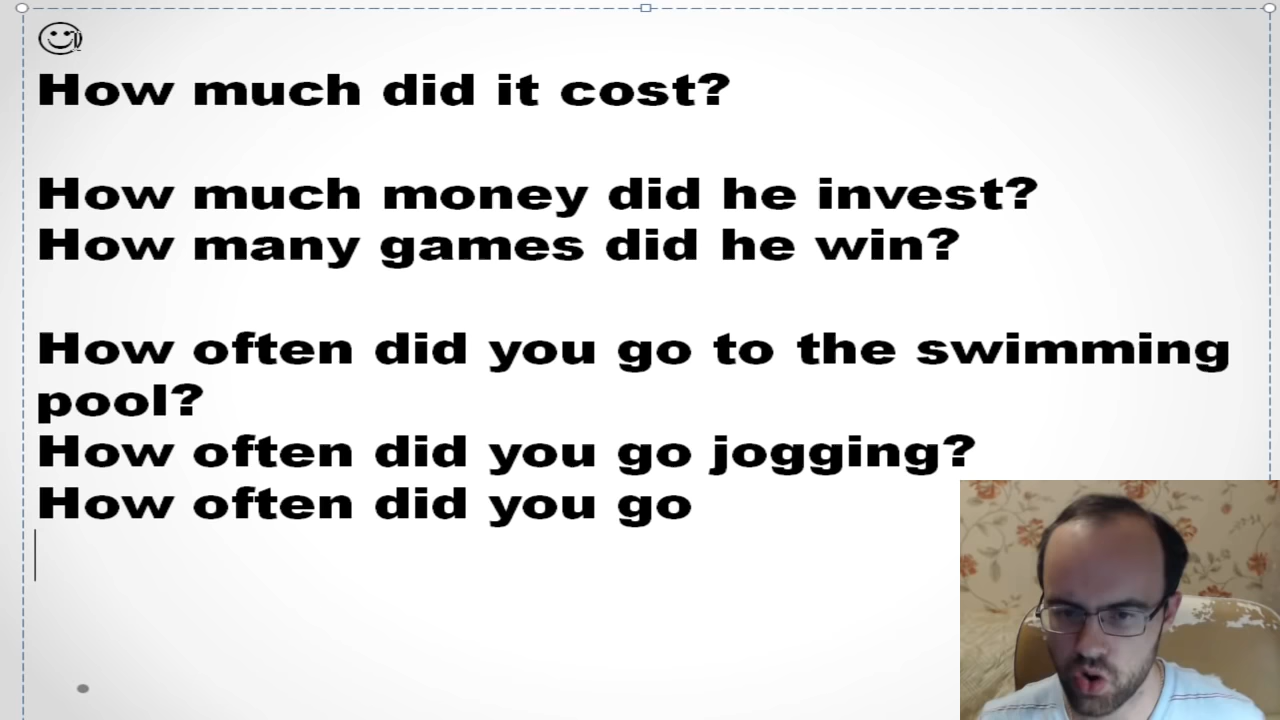 How much did it cost?
How much money did he invest?
How many games did he win?
How often did you go to the swimming
pool?
How often did you go jogging?
How often did you go